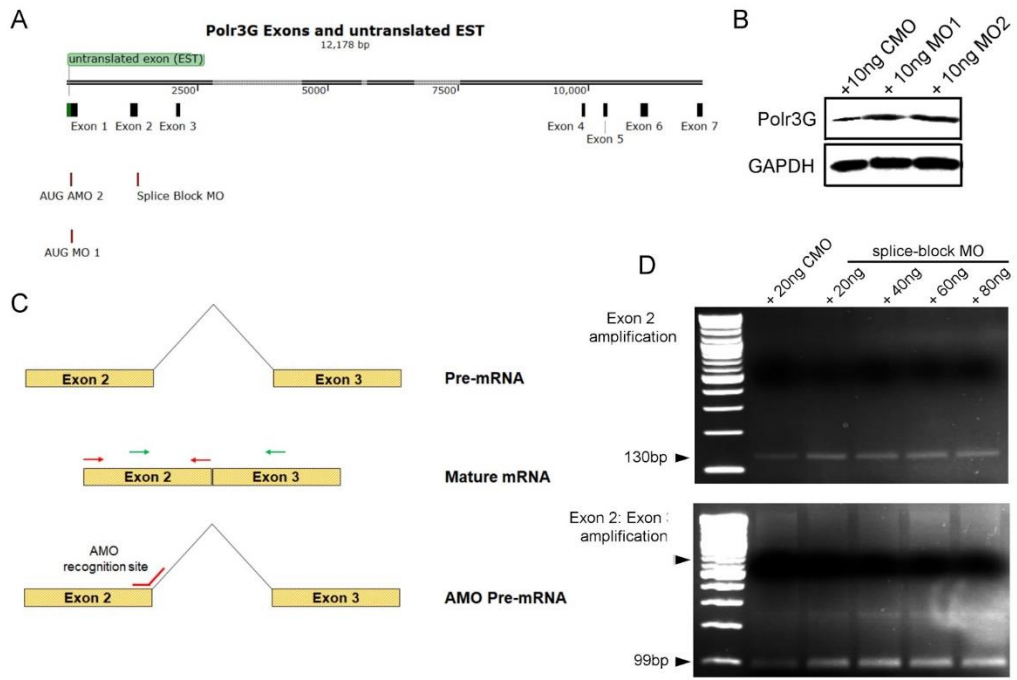 A
Polr3G Exons and untranslated EST
12,178 bp
untranslated exon (EST)
2500
5000
7500
10,000
Exon 1
Exon 2
Exon 3
Exon 4
Exon 5
Exon 6
Exon 7
AUG AMO 2
Splice Block MO
AUG MO 1
B
+10ng CMO
+ 10ng MO1
+ 10ng MO2
Polr3G
GAPDH
C
Exon 2
Exon 3
Pre-mRNA
Exon 2
Exon 3
Mature mRNA
AMO
recognition site
Exon 2
Exon 3
AMO Pre-mRNA
D
splice-block MO
+ 20ng CMO
+ 20ng
+ 40ng
+ 60ng
+ 80ng
Exon 2
amplification
130bp
Exon 2: Exon
amplification
99bp